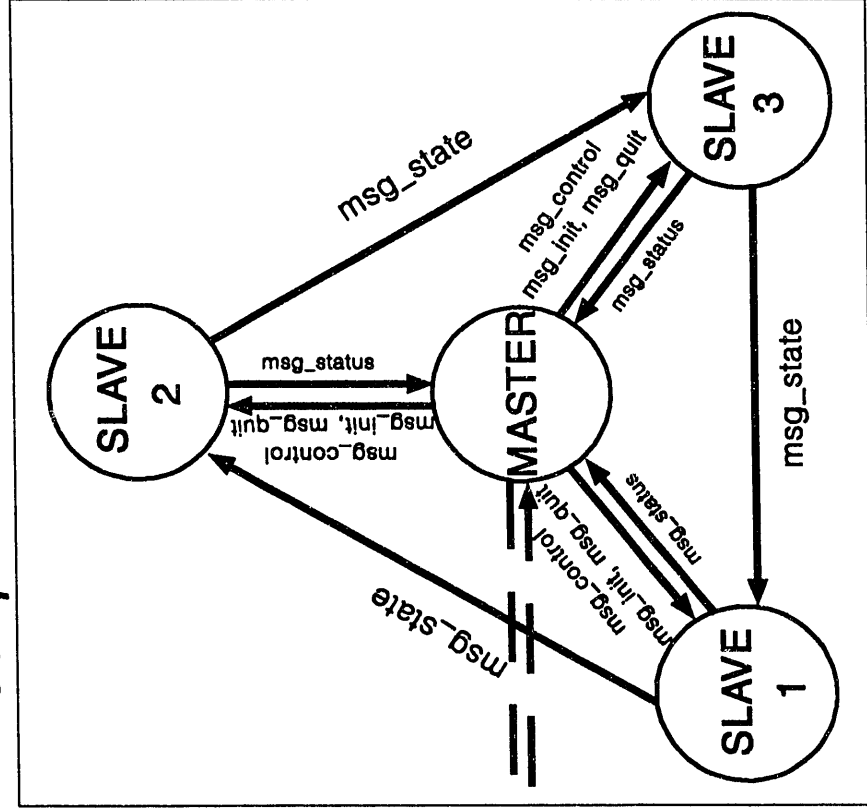 SLAVE
2
msg_state
SLAVE
3
msg_control
msg_init, msg_quit
msg_status
msg_status
msg_init, msg_quit
msg_control
MASTER
msg_state
msg_status
msg_init, msg_quit
msg_control
msg_state
SLAVE
1